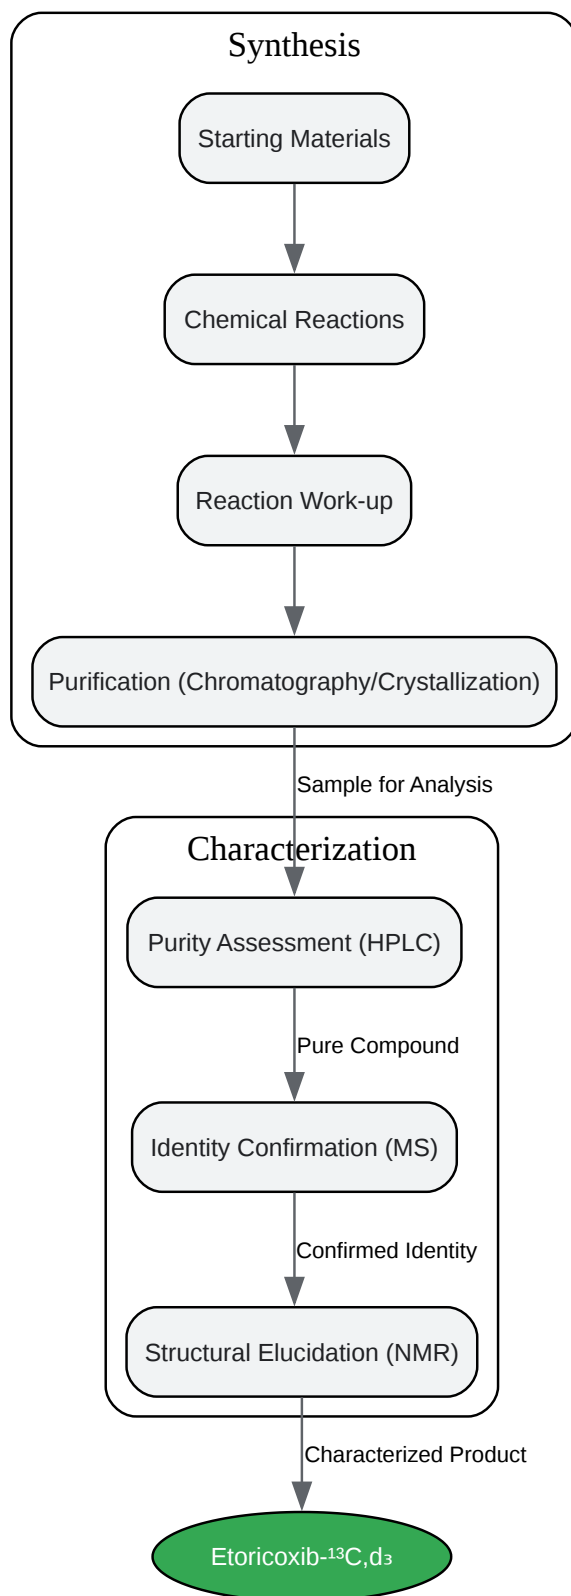 Synthesis
Starting Materials
Chemical Reactions
Reaction Work-up
Purification (Chromatography/Crystallization)
Sample for Analysis
Characterization
Purity Assessment (HPLC)
Pure Compound
Identity Confirmation (MS)
Confirmed Identity
Structural Elucidation (NMR)
Characterized Product
Etoricoxib-¹³C,d₃